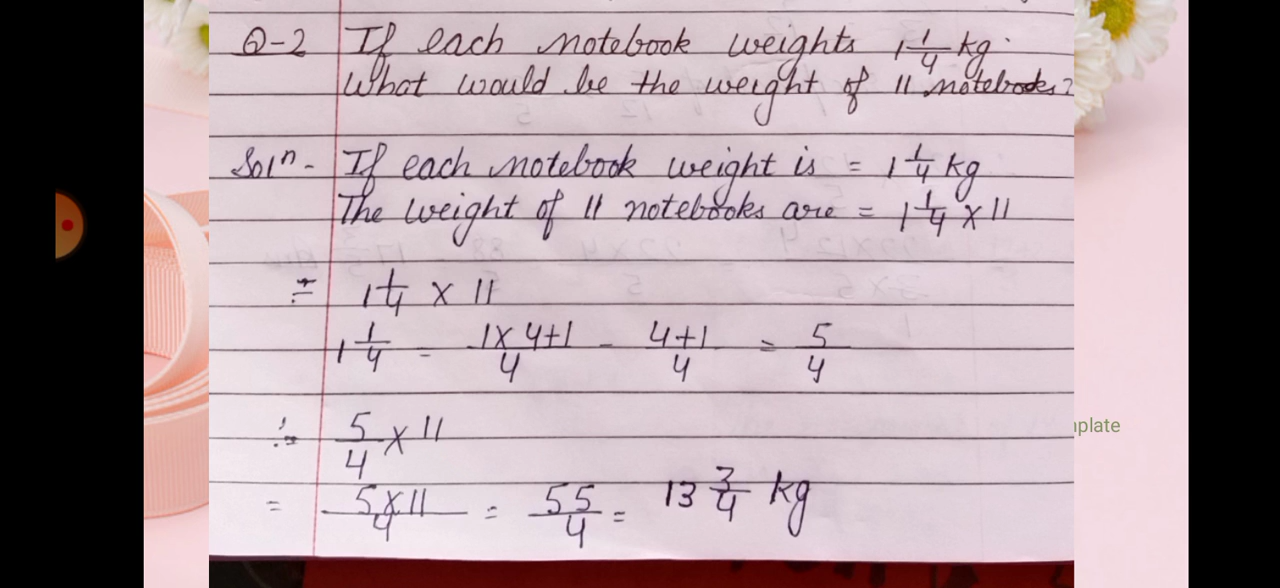 Q-2 If each notebook weights 1 1/4 kg.
What would be the weight of 11 notebooks?
Solⁿ- If each notebook weight is = 1 1/4 kg
The weight of 11 notebooks are = 1 1/4 x 11
= 1 1/4 x 11
1 1/4 = 1x4+1/4 = 4+1/4 = 5/4
∴ 5/4 x 11
= 5x11/4 = 55/4 = 13 3/4 kg
plate